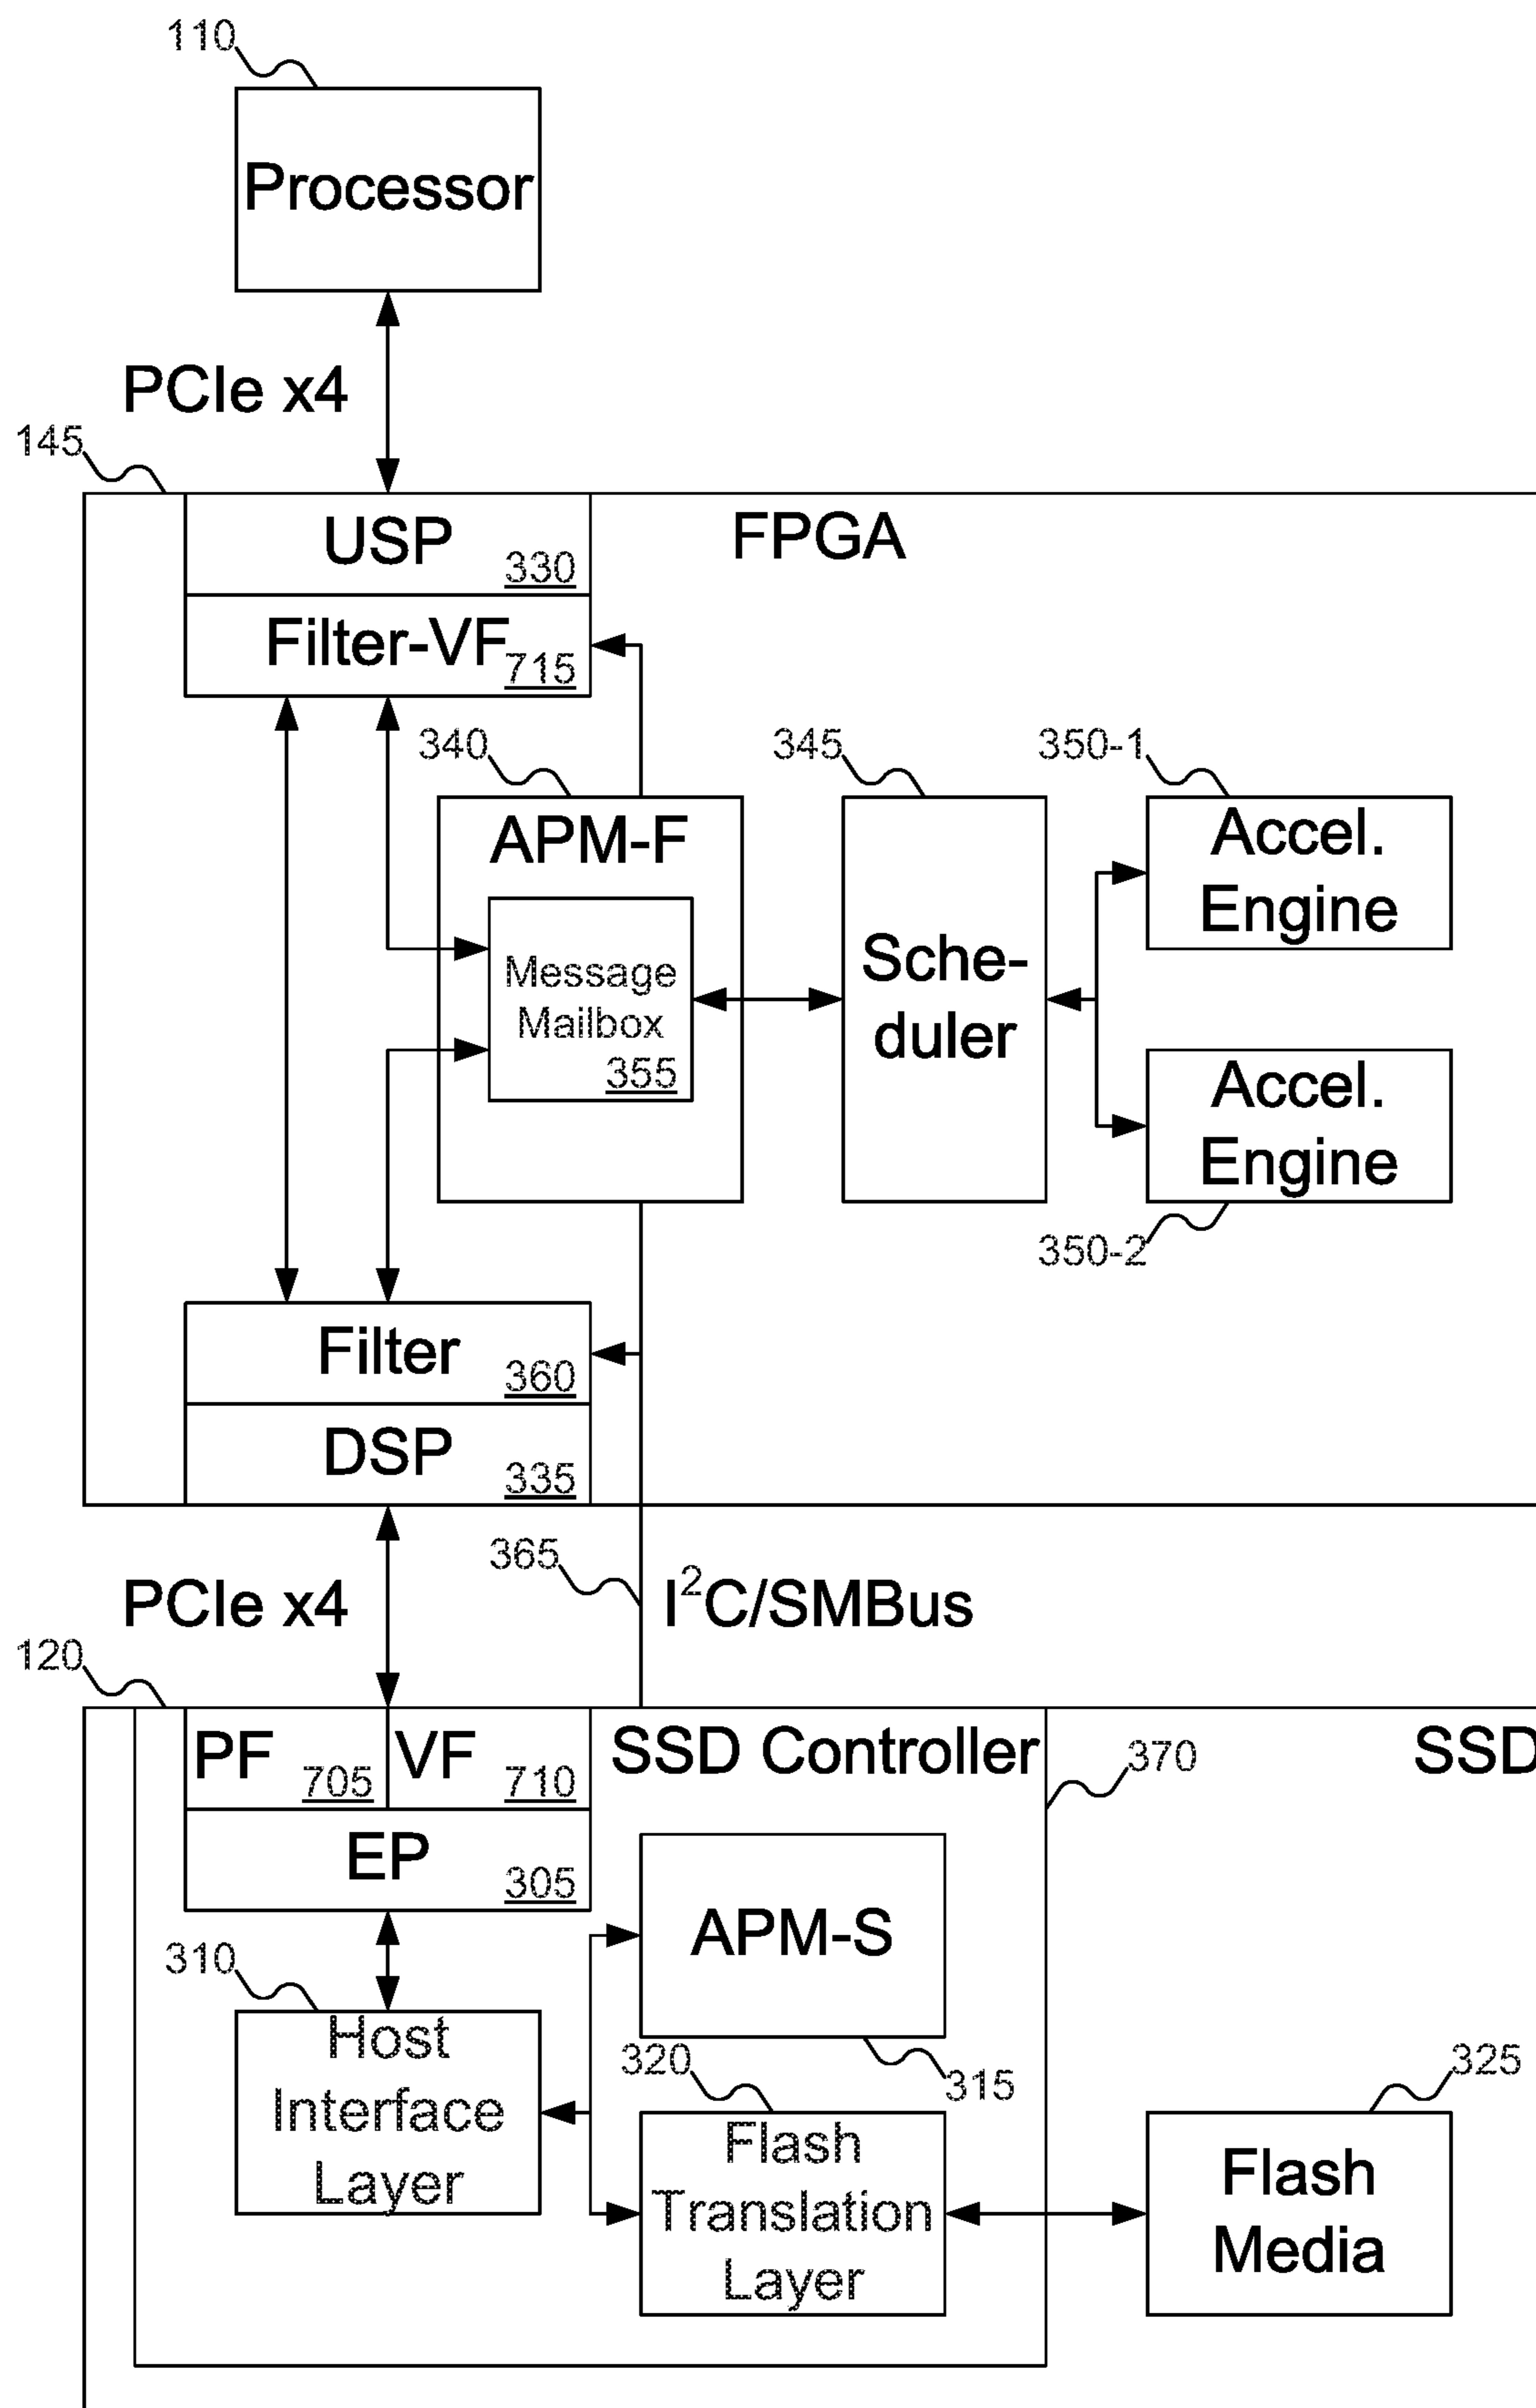 110
Processor
PCIe x4
145
USP
330
FPGA
Filter-VF
715
340
345
350-1
APM-F
Accel.
Engine
Message
Mailbox
355
Sche-
duler
Accel.
Engine
350-2
Filter
360
DSP
335
365
PCIe x4
I²C/SMBus
120
PF
705
VF
710
SSD Controller
370
SSD
EP
305
APM-S
310
Host
Interface
Layer
320
315
325
Flash
Translation
Layer
Flash
Media